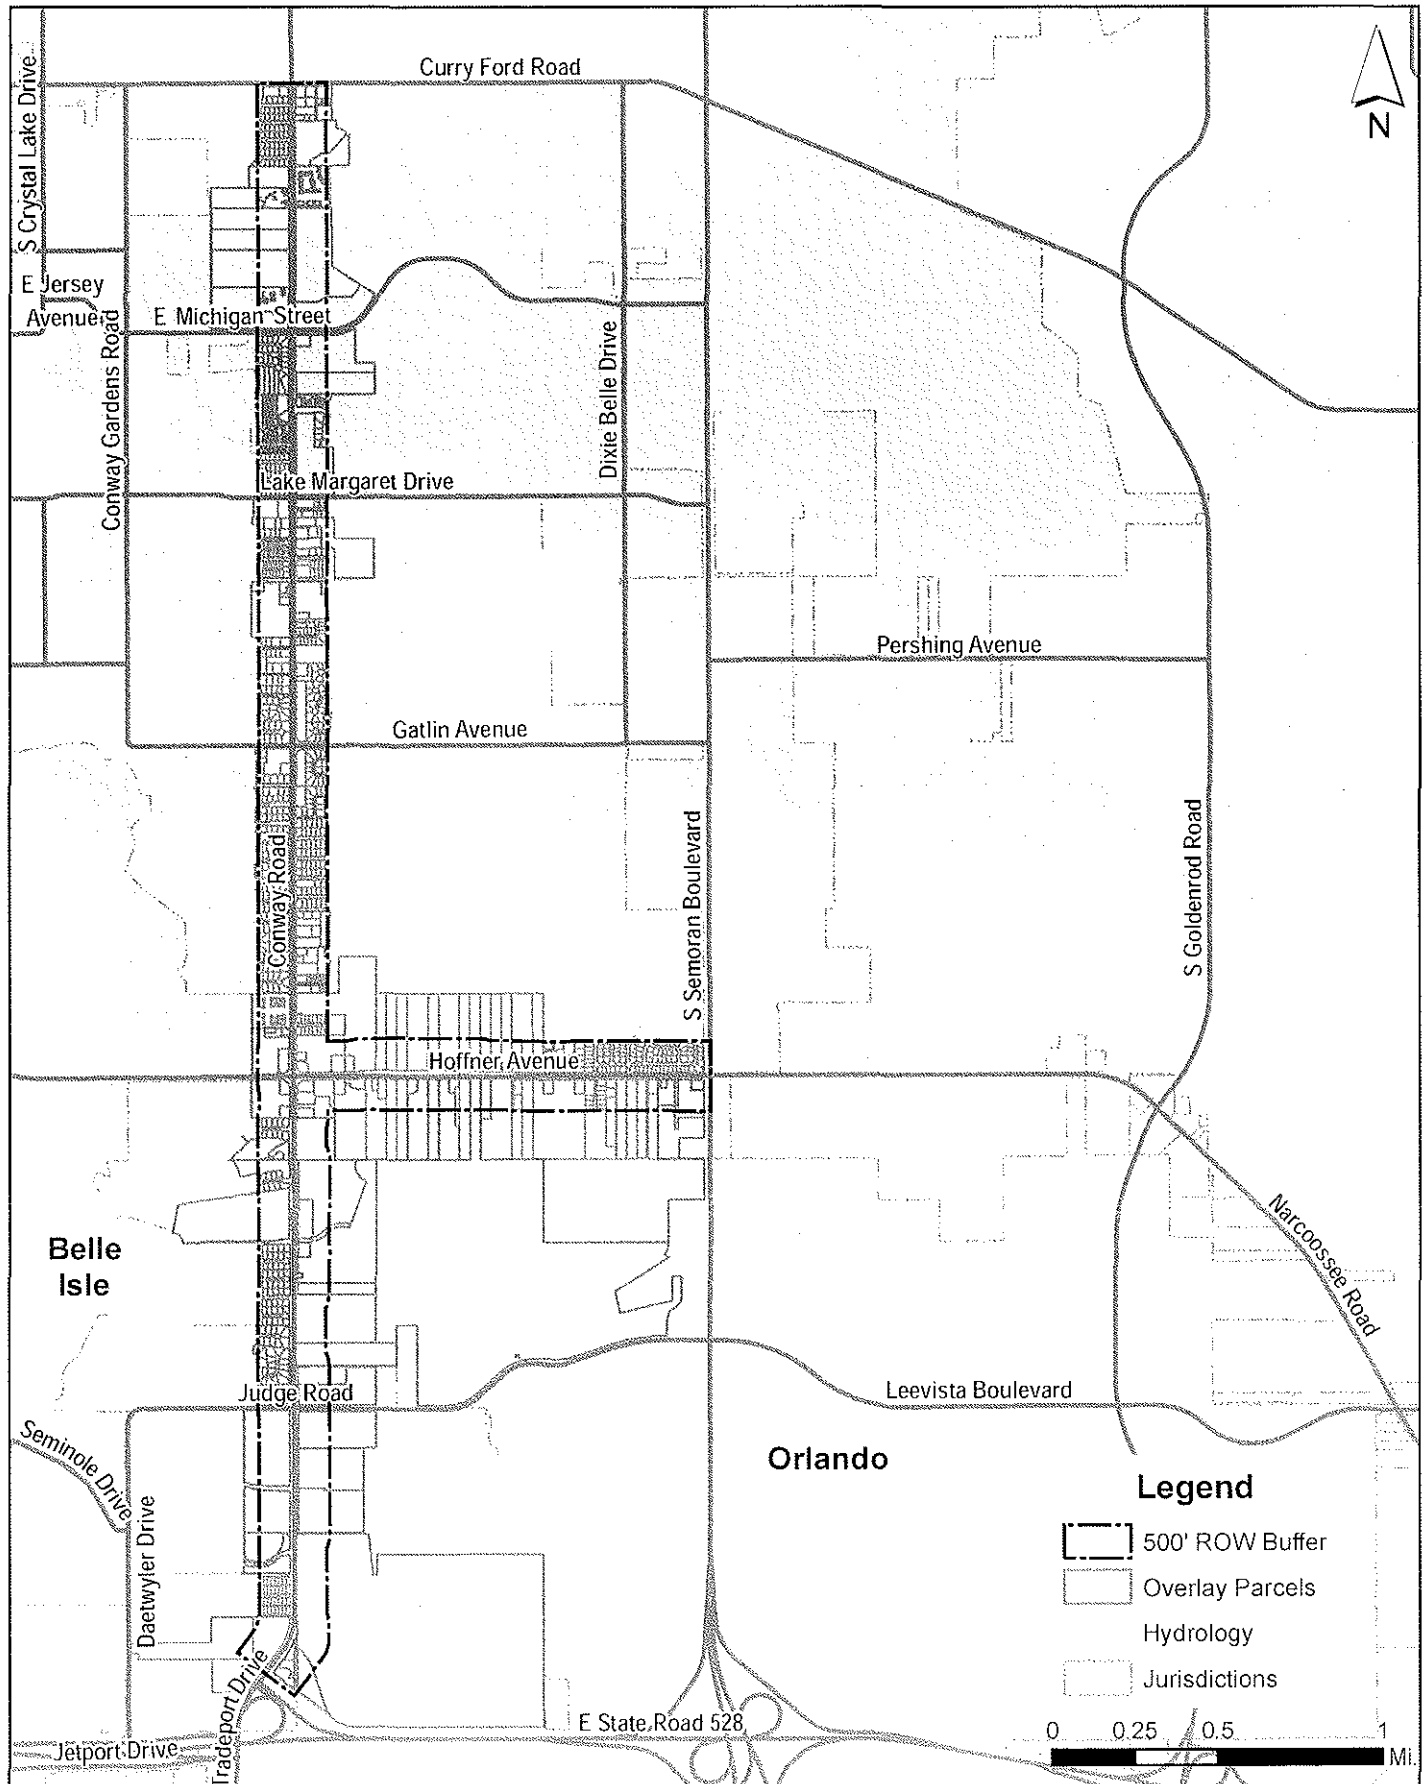 Curry Ford Road
N
S Crystal Lake Drive
E Jersey
Avenue
E Michigan Street
Conway Gardens Road
Dixie Belle Drive
Lake Margaret Drive
Pershing Avenue
Gatlin Avenue
Conway Road
S Semoran Boulevard
S Goldenrod Road
Hoffner Avenue
Belle
Isle
Narcoossee Road
Judge Road
Leevista Boulevard
Seminole Drive
Orlando
Daetwyler Drive
Legend
500' ROW Buffer
Overlay Parcels
Hydrology
Jurisdictions
Tradeport Drive
E State Road 528
Jetport Drive
0 0.25 0.5 1
Mi.